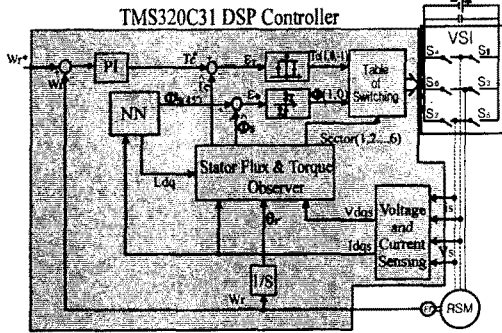 TMS320C31 DSP Controller
VSI
Wr*
PI
Wr
NN
Table
of
Switching
Sector(1,2....6)
Stator Flux & Torque
Observer
Ldq
Vdqs
Idqs
Voltage
and
Current
Sensing
θr
1/S
Wr
RSM